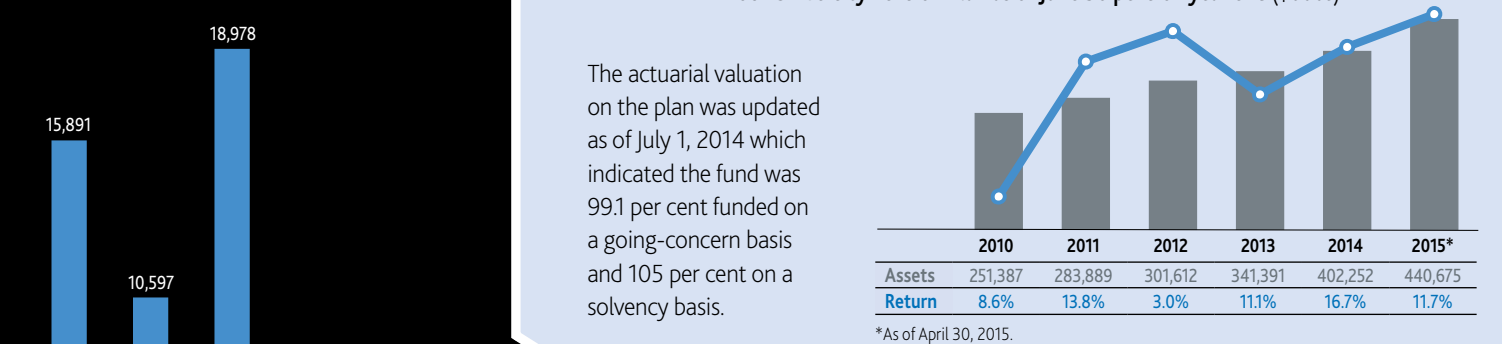 18,978
15,891
10,597
The actuarial valuation
on the plan was updated
as of July 1, 2014 which
indicated the fund was
99.1 per cent funded on
a going-concern basis
and 105 per cent on a
solvency basis.
2010 2011 2012 2013 2014 2015*
Assets 251,387 283,889 301,612 341,391 402,252 440,675
Return 8.6% 13.8% 3.0% 11.1% 16.7% 11.7%
*As of April 30, 2015.